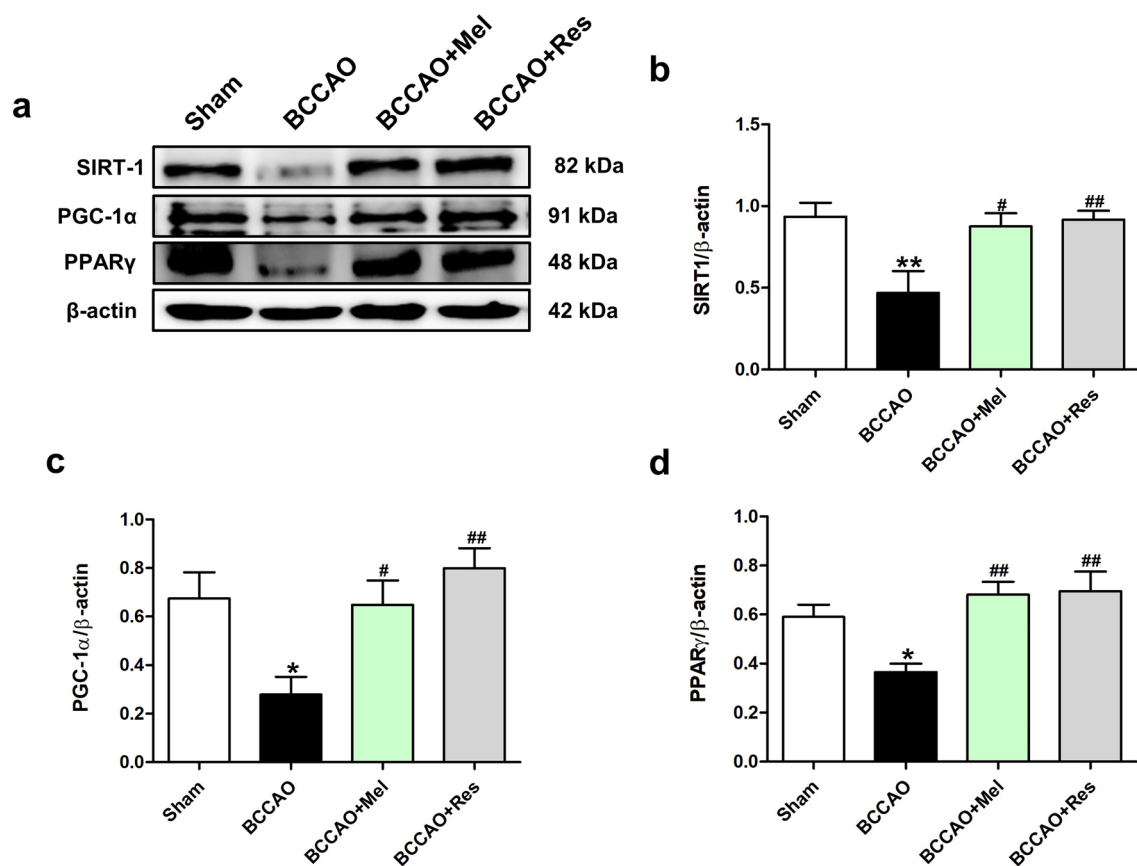 a
Sham
BCCAO
BCCAO+Mel
BCCAO+Res
SIRT-1 82 kDa
PGC-1α 91 kDa
PPARγ 48 kDa
β-actin 42 kDa
b
SIRT1/β-actin
1.5
1.0
0.5
0.0
**
#
##
Sham
BCCAO
BCCAO+Mel
BCCAO+Res
c
PGC-1α/β-actin
1.0
0.8
0.6
0.4
0.2
0.0
*
#
##
Sham
BCCAO
BCCAO+Mel
BCCAO+Res
d
PPARγ/β-actin
1.0
0.8
0.6
0.4
0.2
0.0
*
##
##
Sham
BCCAO
BCCAO+Mel
BCCAO+Res